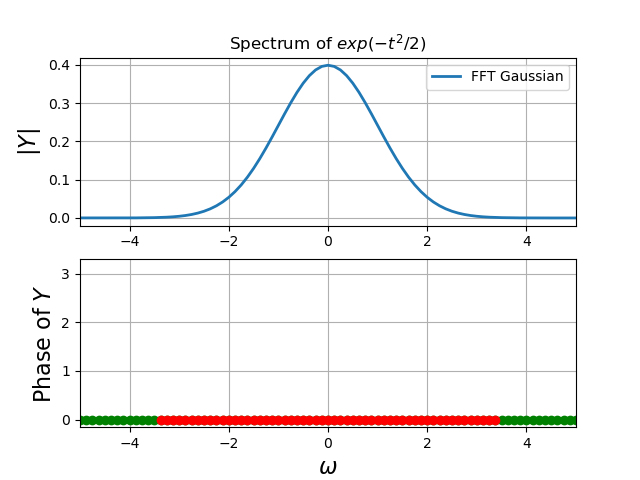 Spectrum of exp(−t²/2)
|Y|
0.4
0.3
0.2
0.1
0.0
FFT Gaussian
−4 −2 0 2 4
Phase of Y
3
2
1
0
−4 −2 0 2 4
ω